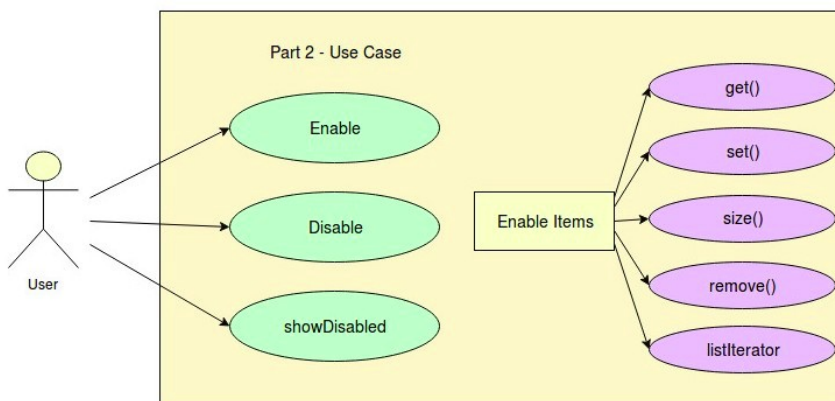 Part 2 - Use Case
Enable
Disable
showDisabled
User
Enable Items
get()
set()
size()
remove()
listIterator